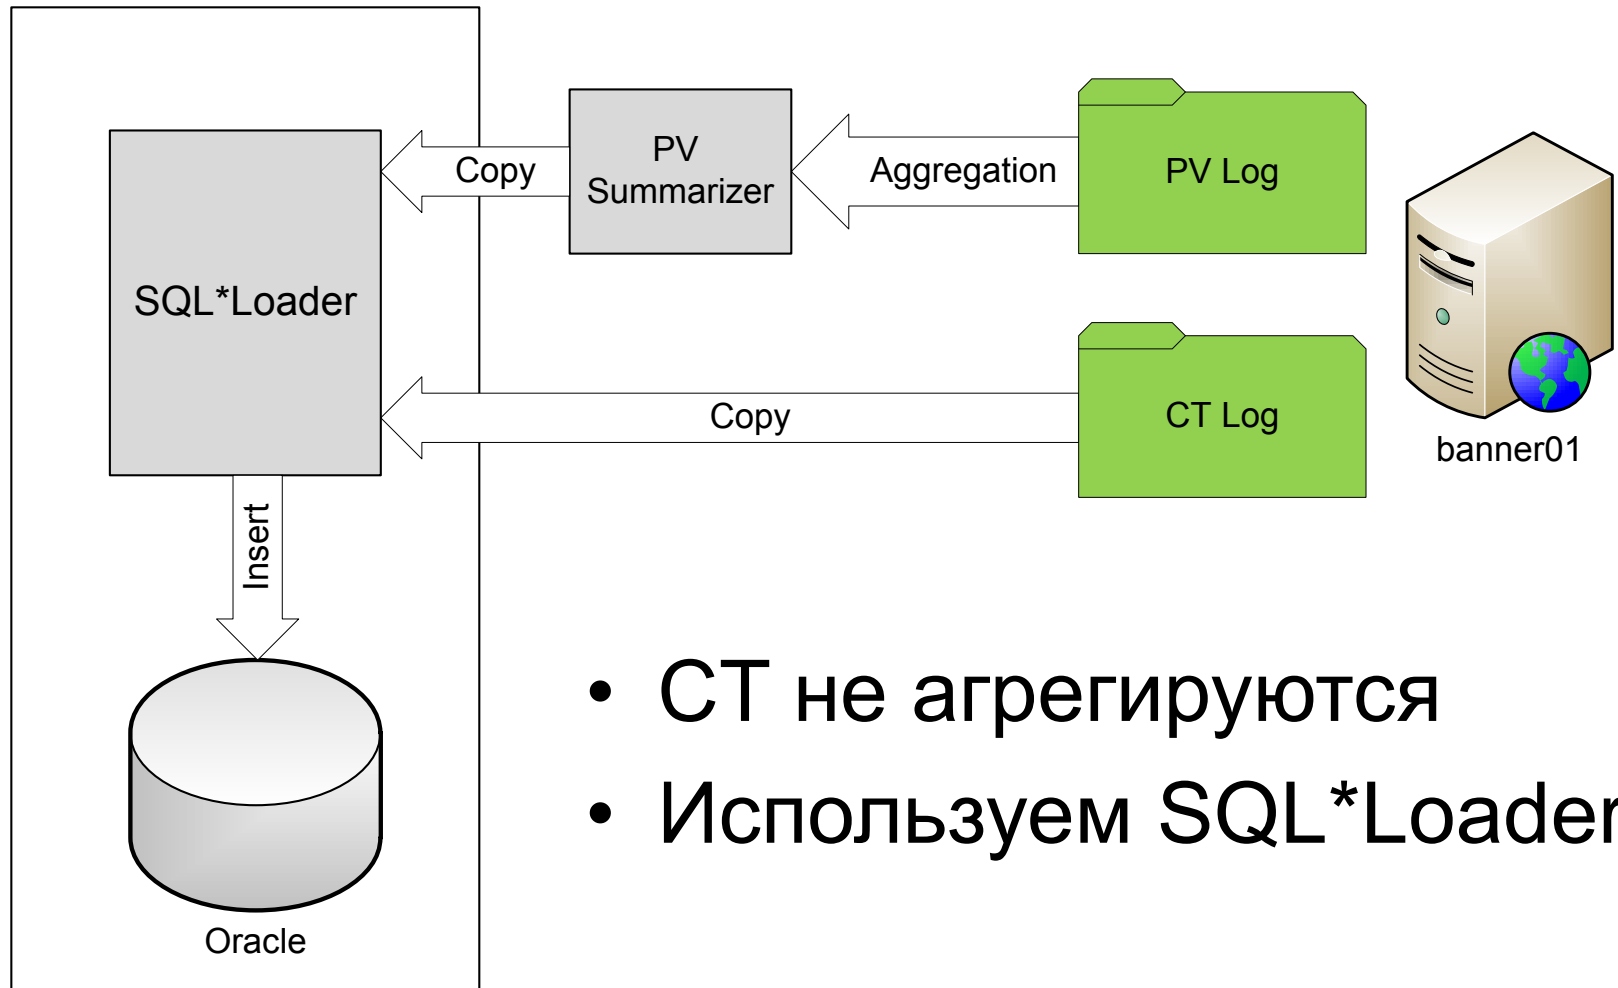 PV
Summarizer
Copy
Aggregation
PV Log
SQL*Loader
Copy
CT Log
banner01
Insert
Oracle
• CT не агрегируются
• Используем SQL*Loader